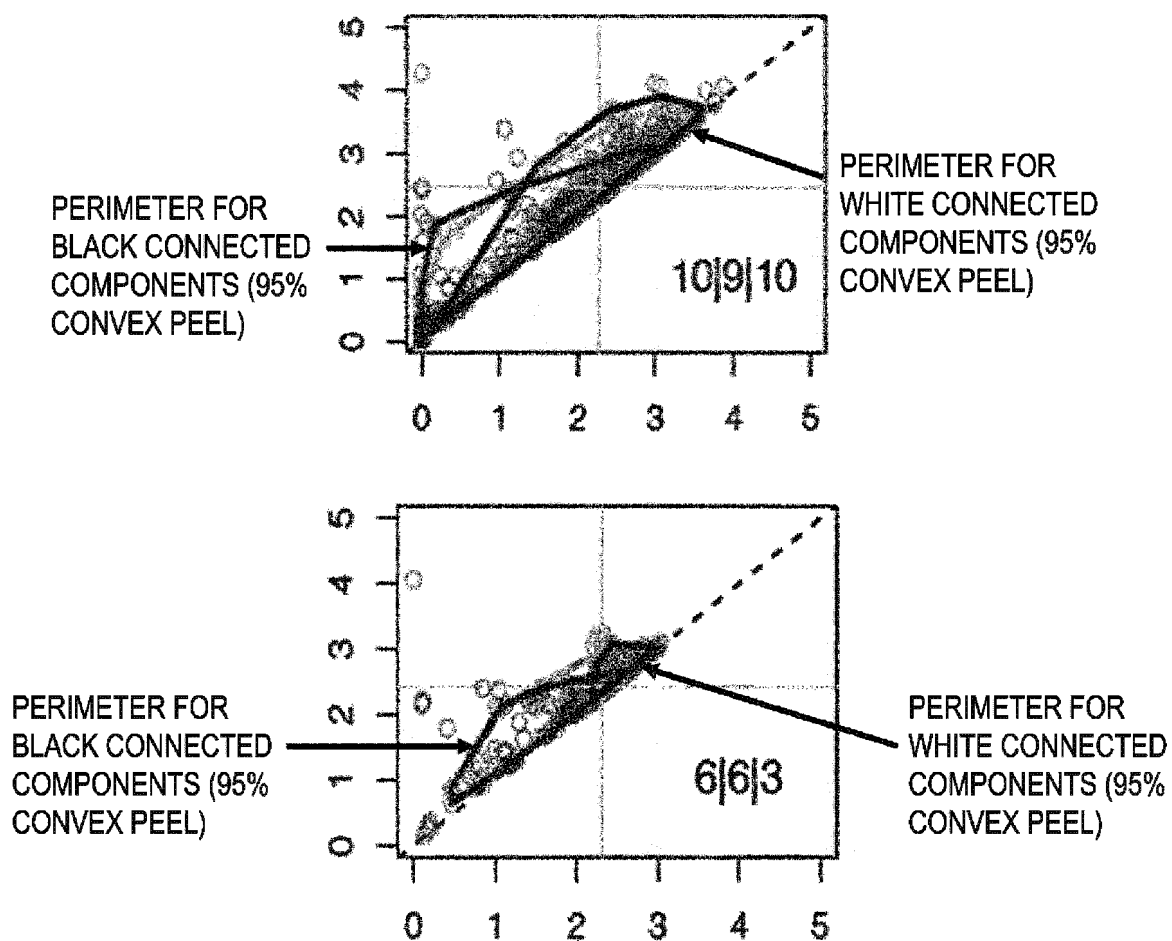 5
4
3
2
1
0
PERIMETER FOR
BLACK CONNECTED
COMPONENTS (95%
CONVEX PEEL)
PERIMETER FOR
WHITE CONNECTED
COMPONENTS (95%
CONVEX PEEL)
10|9|10
0 1 2 3 4 5
5
4
3
2
1
0
PERIMETER FOR
BLACK CONNECTED
COMPONENTS (95%
CONVEX PEEL)
PERIMETER FOR
WHITE CONNECTED
COMPONENTS (95%
CONVEX PEEL)
6|6|3
0 1 2 3 4 5